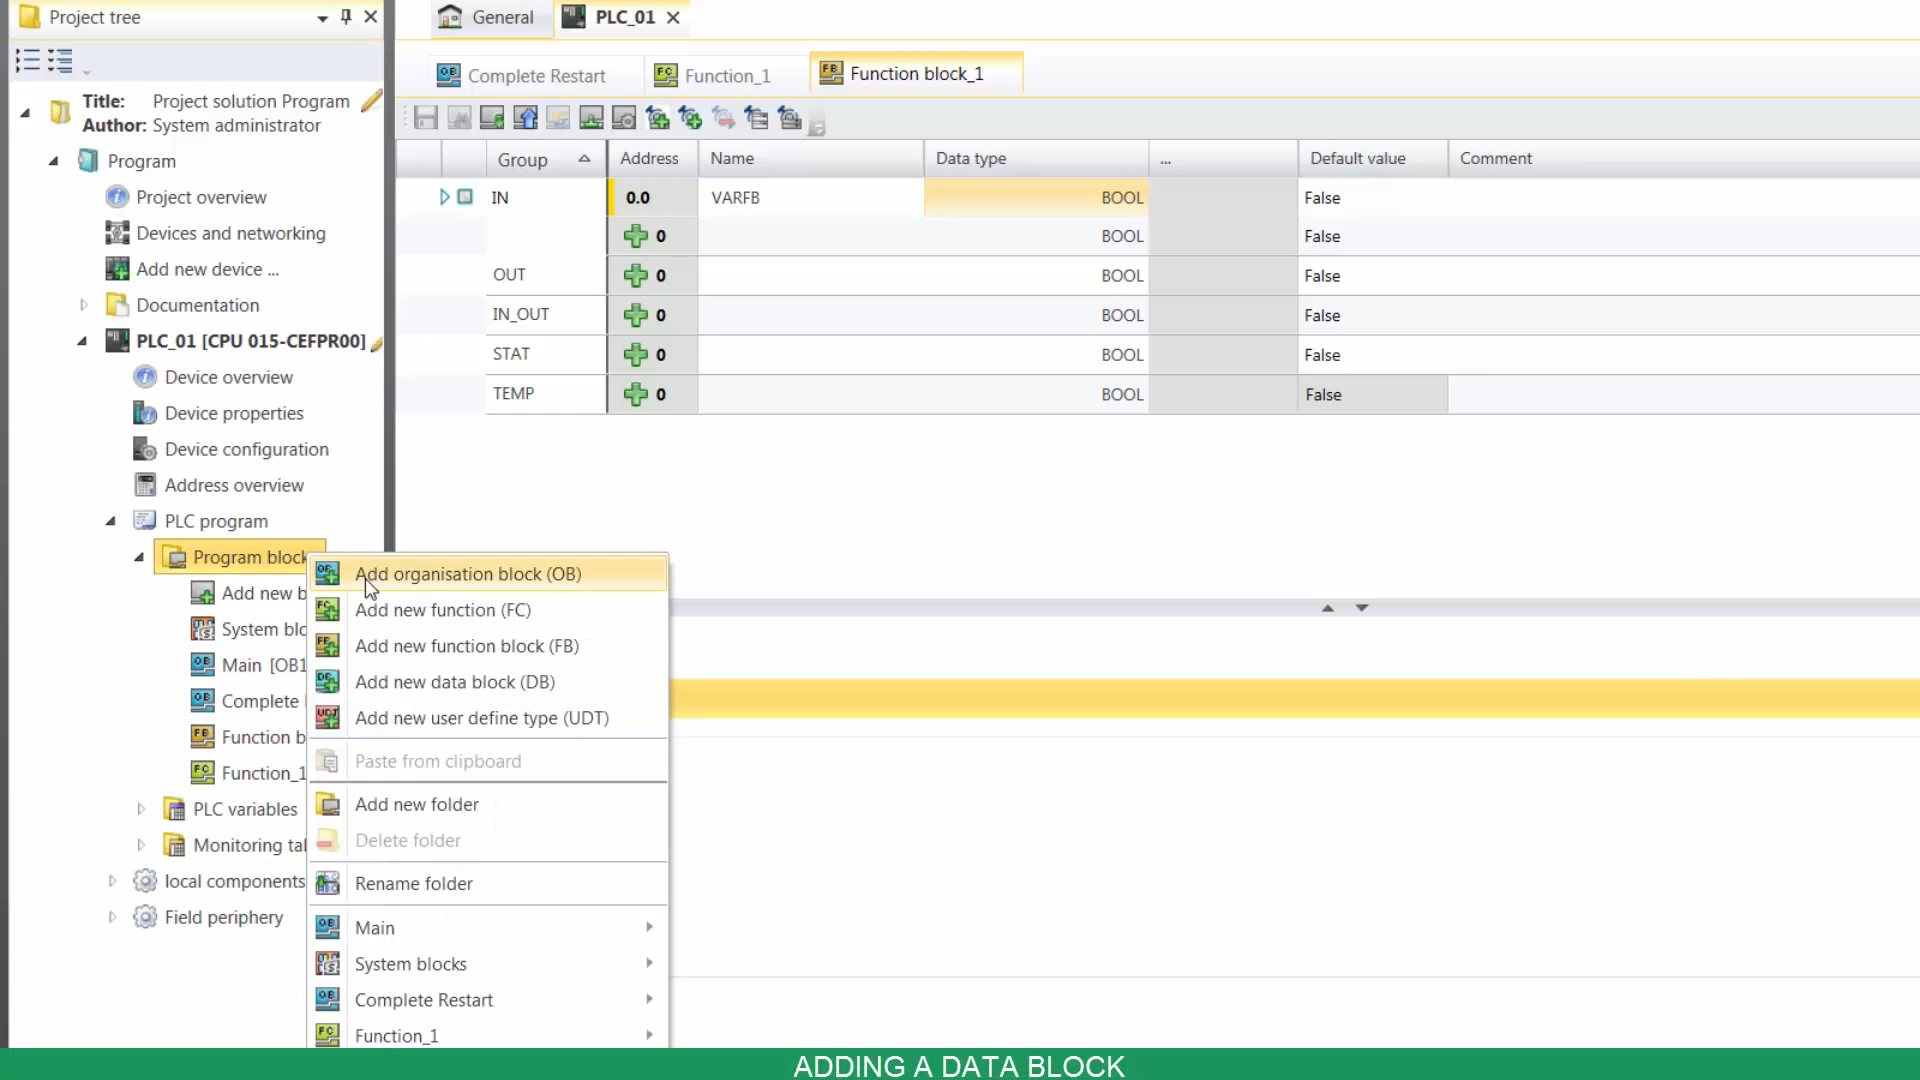 Project tree
General
PLC_01
Complete Restart
Function_1
Function block_1
Title: Project solution Program
Author: System administrator
Program
Project overview
Devices and networking
Add new device ...
Documentation
PLC_01 [CPU 015-CEFPR00]
Device overview
Device properties
Device configuration
Address overview
PLC program
Program block
Add new b
System blo
Main [OB1
Complete
Function b
Function_1
PLC variables
Monitoring tal
local components
Field periphery
Group Address Name Data type ... Default value Comment
IN 0.0 VARFB BOOL False
0 BOOL False
OUT 0 BOOL False
IN_OUT 0 BOOL False
STAT 0 BOOL False
TEMP 0 BOOL False
Add organisation block (OB)
Add new function (FC)
Add new function block (FB)
Add new data block (DB)
Add new user define type (UDT)
Paste from clipboard
Add new folder
Delete folder
Rename folder
Main
System blocks
Complete Restart
Function_1
ADDING A DATA BLOCK